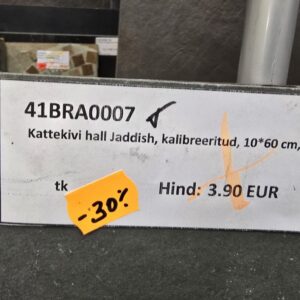 41BRA0007
Kattekivi hall Jaddish, kalibreeritud, 10*60 cm,
tk Hind: 3.90 EUR
-30%